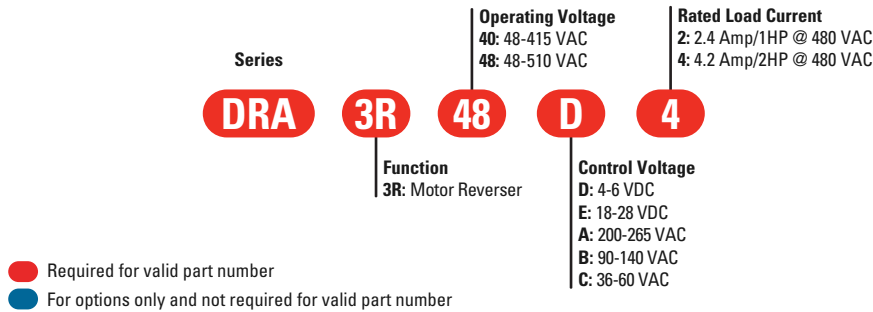 Operating Voltage
40: 48-415 VAC
48: 48-510 VAC
Rated Load Current
2: 2.4 Amp/1HP @ 480 VAC
4: 4.2 Amp/2HP @ 480 VAC
Series
DRA
3R
48
D
4
Function
3R: Motor Reverser
Control Voltage
D: 4-6 VDC
E: 18-28 VDC
A: 200-265 VAC
B: 90-140 VAC
C: 36-60 VAC
Required for valid part number
For options only and not required for valid part number